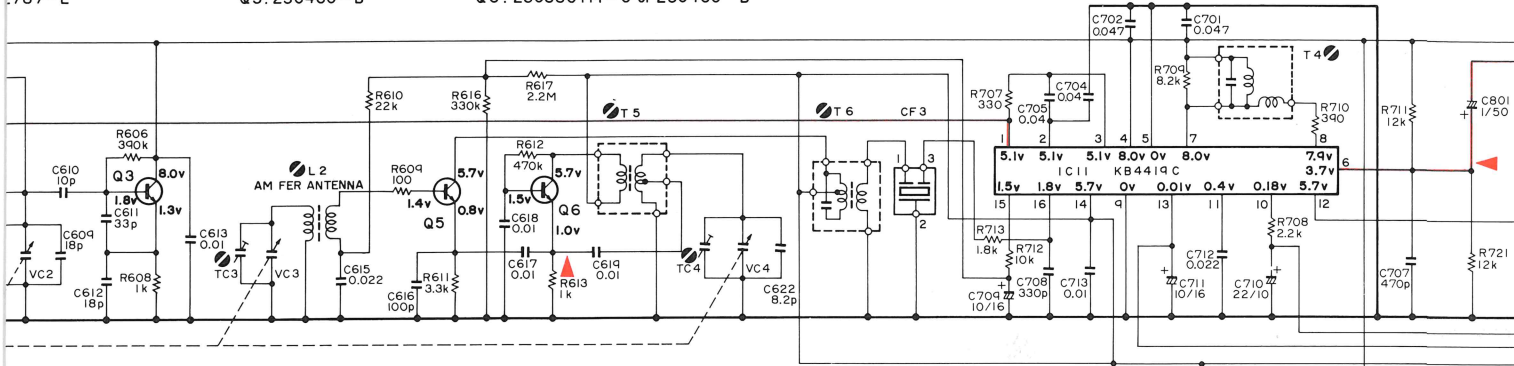 C702
0.047
C701
0.047
T4
R709
8.2k
R710
390
R610
22k
R616
330k
R617
2.2M
T5
T6
CF3
R707
330
C705
0.04
C704
0.04
R711
12k
C801
1/50
R606
390k
Q3
8.0v
1.8v
1.3v
C610
10p
C611
33p
C609
18p
VC2
C612
18p
R608
1k
C613
0.01
L2
AM FER ANTENNA
TC3
VC3
C615
0.022
R609
100
5.7v
1.4v
0.8v
Q5
R612
470k
5.7v
1.5v
Q6
1.0v
C618
0.01
C617
0.01
C619
0.01
C616
100p
R611
3.3k
R613
1k
TC4
VC4
C622
8.2p
1
3
2
1
2
3
4
5
7
8
5.1v
5.1v
5.1v
8.0v
0v
8.0v
7.9v
IC11
KB4419C
3.7v
6
1.5v
1.8v
5.7v
0v
0.01v
0.4v
0.18v
5.7v
15
16
14
9
13
11
10
12
R713
1.8k
R712
10k
C709
10/16
C708
330p
C713
0.01
C711
10/16
C712
0.022
R708
2.2k
C710
22/10
C707
470p
R721
12k